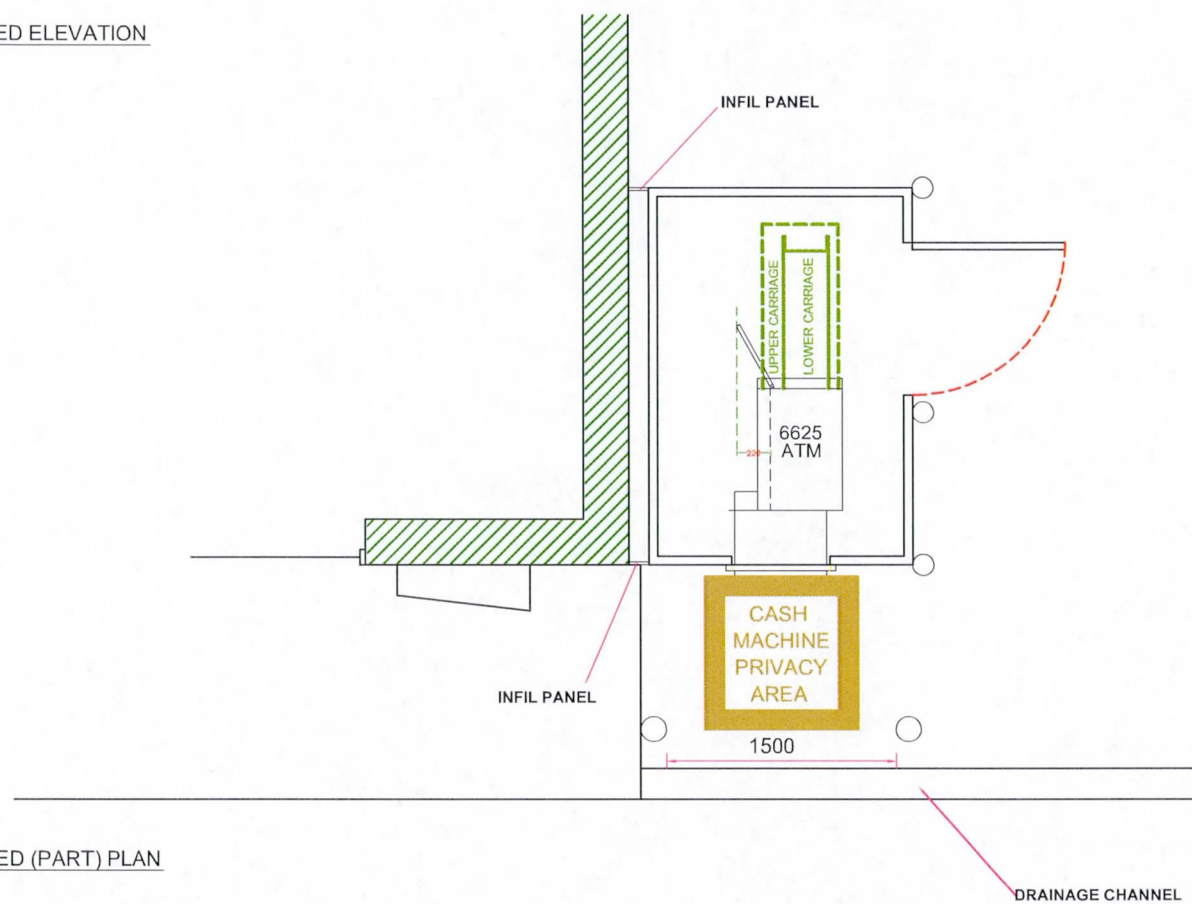 ED ELEVATION
INFIL PANEL
UPPER CARRIAGE
LOWER CARRIAGE
6625
ATM
220
CASH
MACHINE
PRIVACY
AREA
INFIL PANEL
1500
ED (PART) PLAN
DRAINAGE CHANNEL